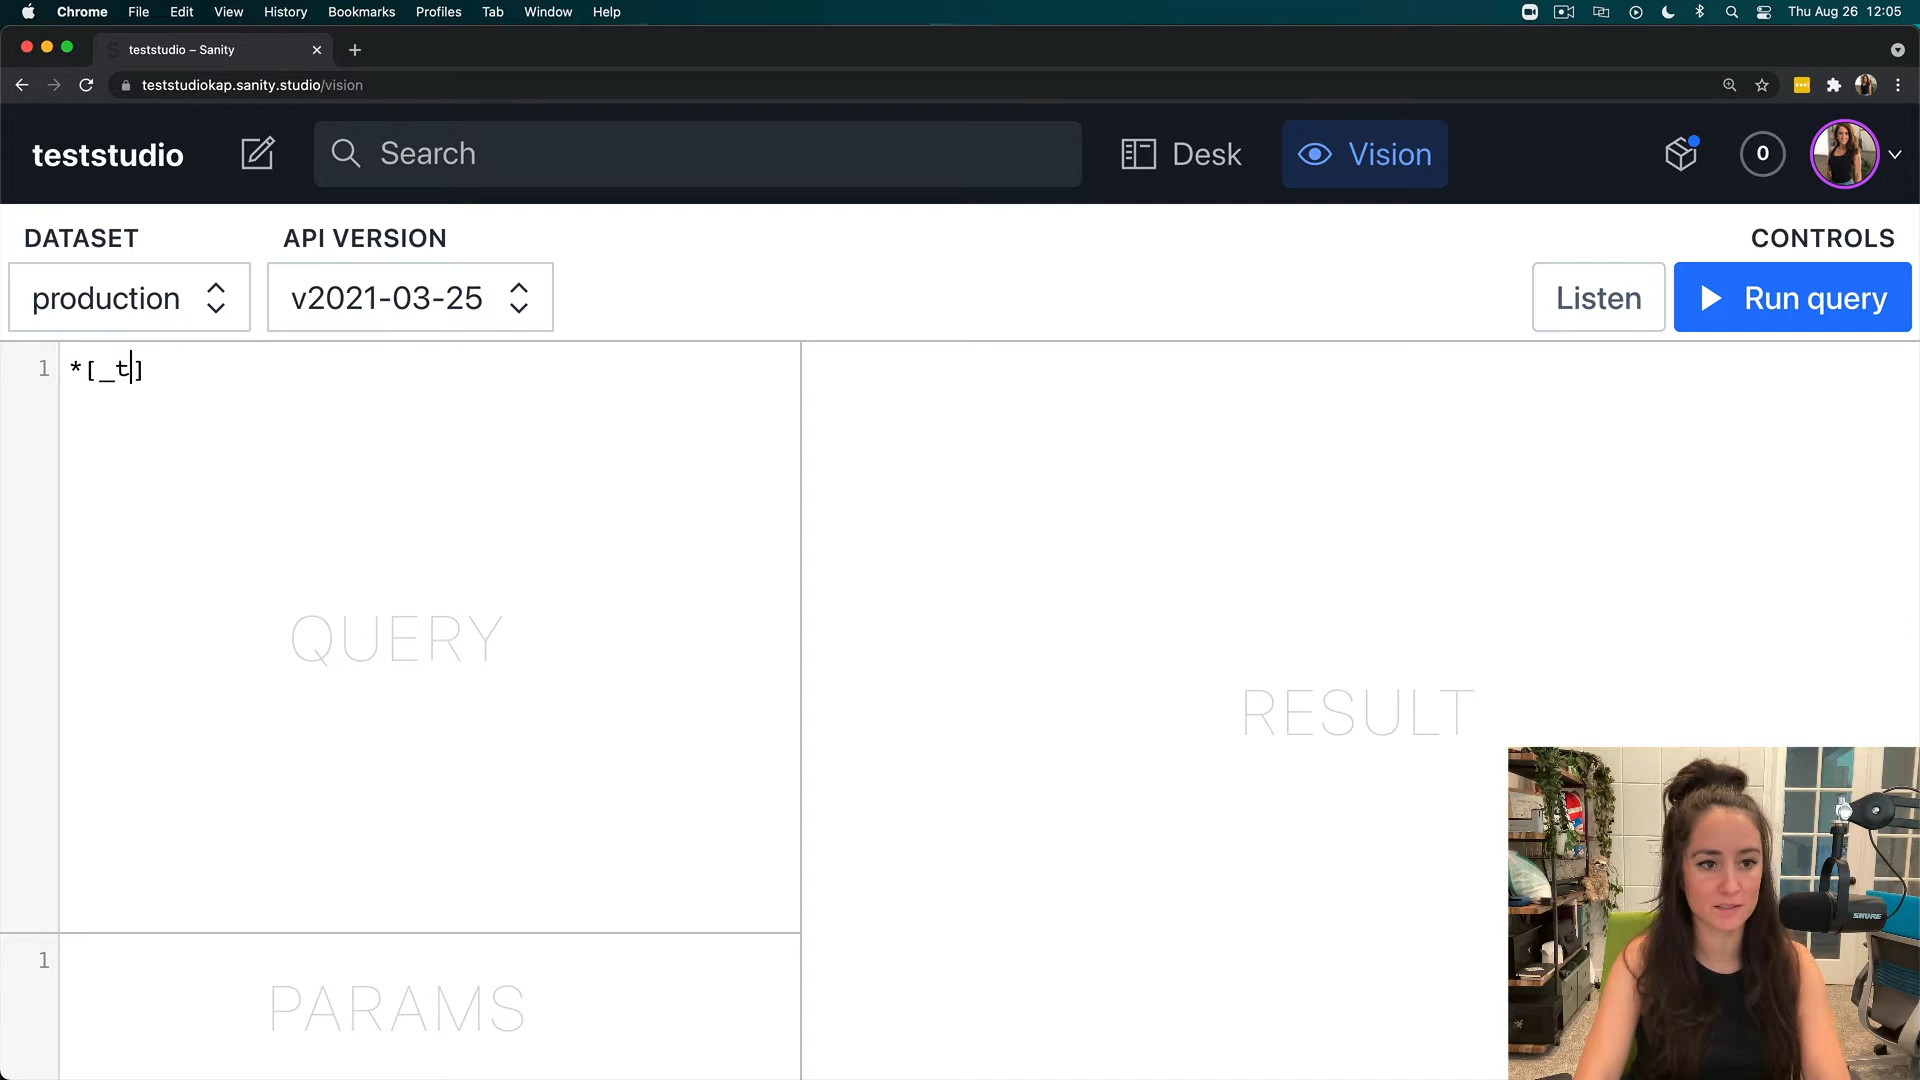 Chrome File Edit View History Bookmarks Profiles Tab Window Help Thu Aug 26 12:05
teststudio – Sanity
teststudiokap.sanity.studio/vision
teststudio Search Desk Vision 0
DATASET API VERSION CONTROLS
production v2021-03-25 Listen Run query
1 *[_t]
QUERY
RESULT
1
PARAMS
SHURE